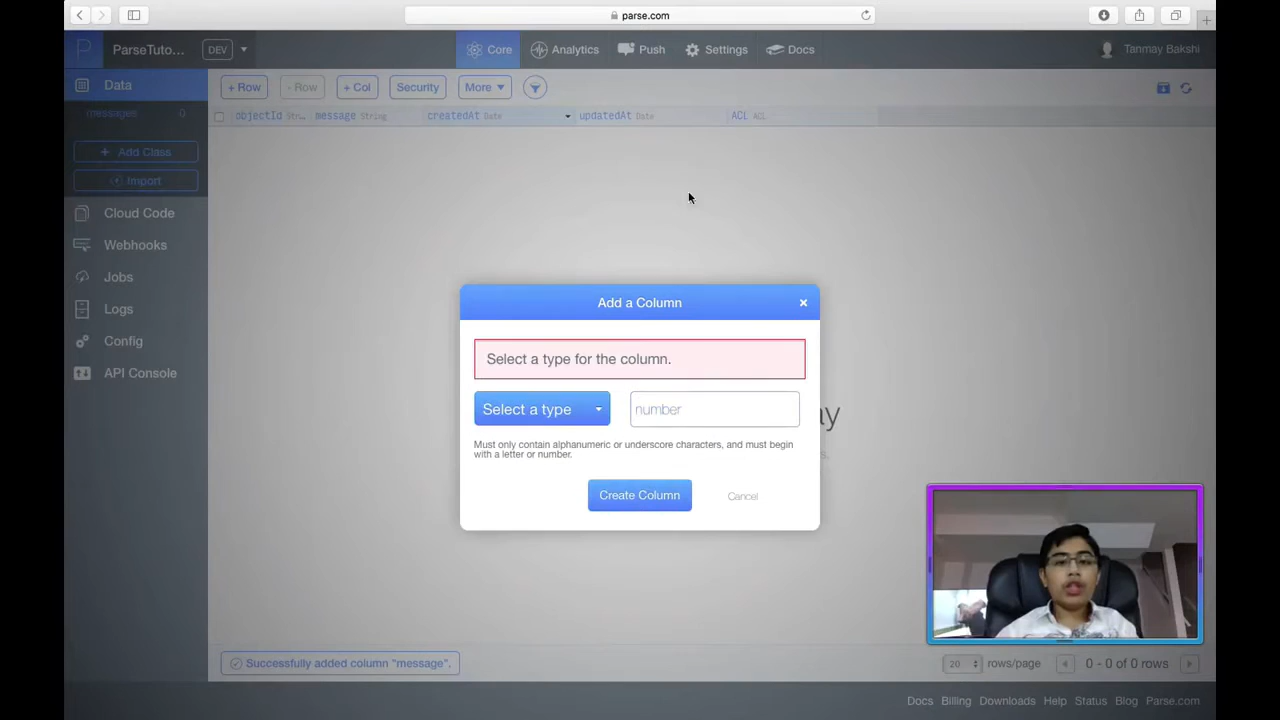 parse.com
ParseTuto... DEV Core Analytics Push Settings Docs Tanmay Bakshi
Data + Row - Row + Col Security More
messages 0 objectId Str... message String createdAt Date updatedAt Date ACL ACL
+ Add Class
Import
Cloud Code
Webhooks
Jobs
Logs
Config
API Console
Add a Column ×
Select a type for the column.
Select a type number
Must only contain alphanumeric or underscore characters, and must begin
with a letter or number.
Create Column Cancel
Successfully added column "message". 20 rows/page 0 - 0 of 0 rows
Docs Billing Downloads Help Status Blog Parse.com